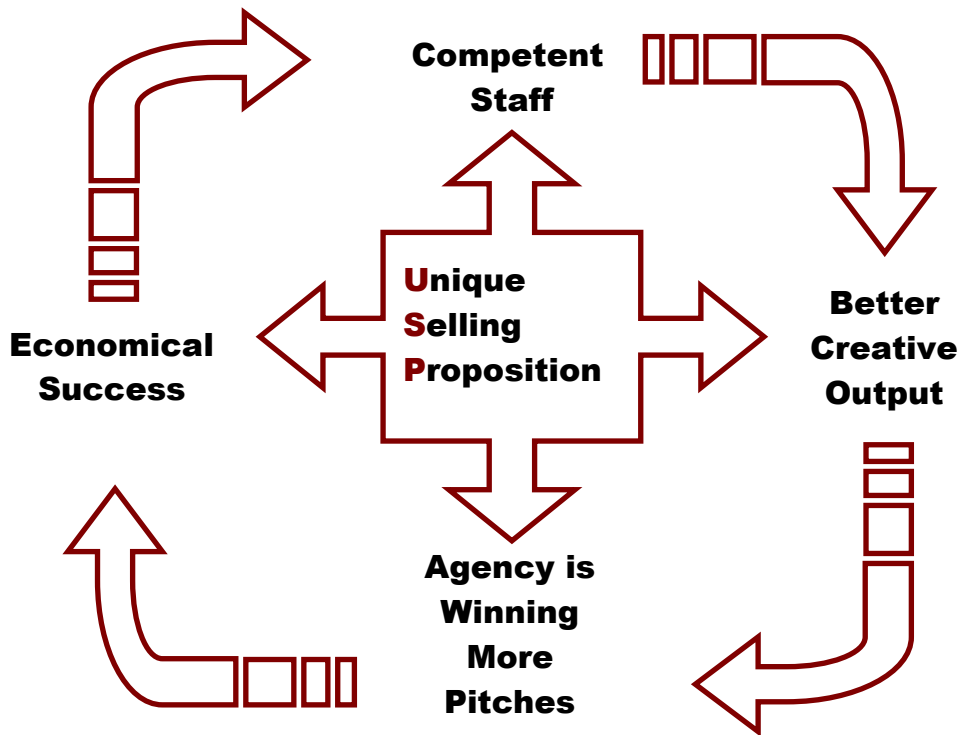 Competent
Staff
Unique
Selling
Proposition
Better
Creative
Output
Economical
Success
Agency is
Winning
More
Pitches